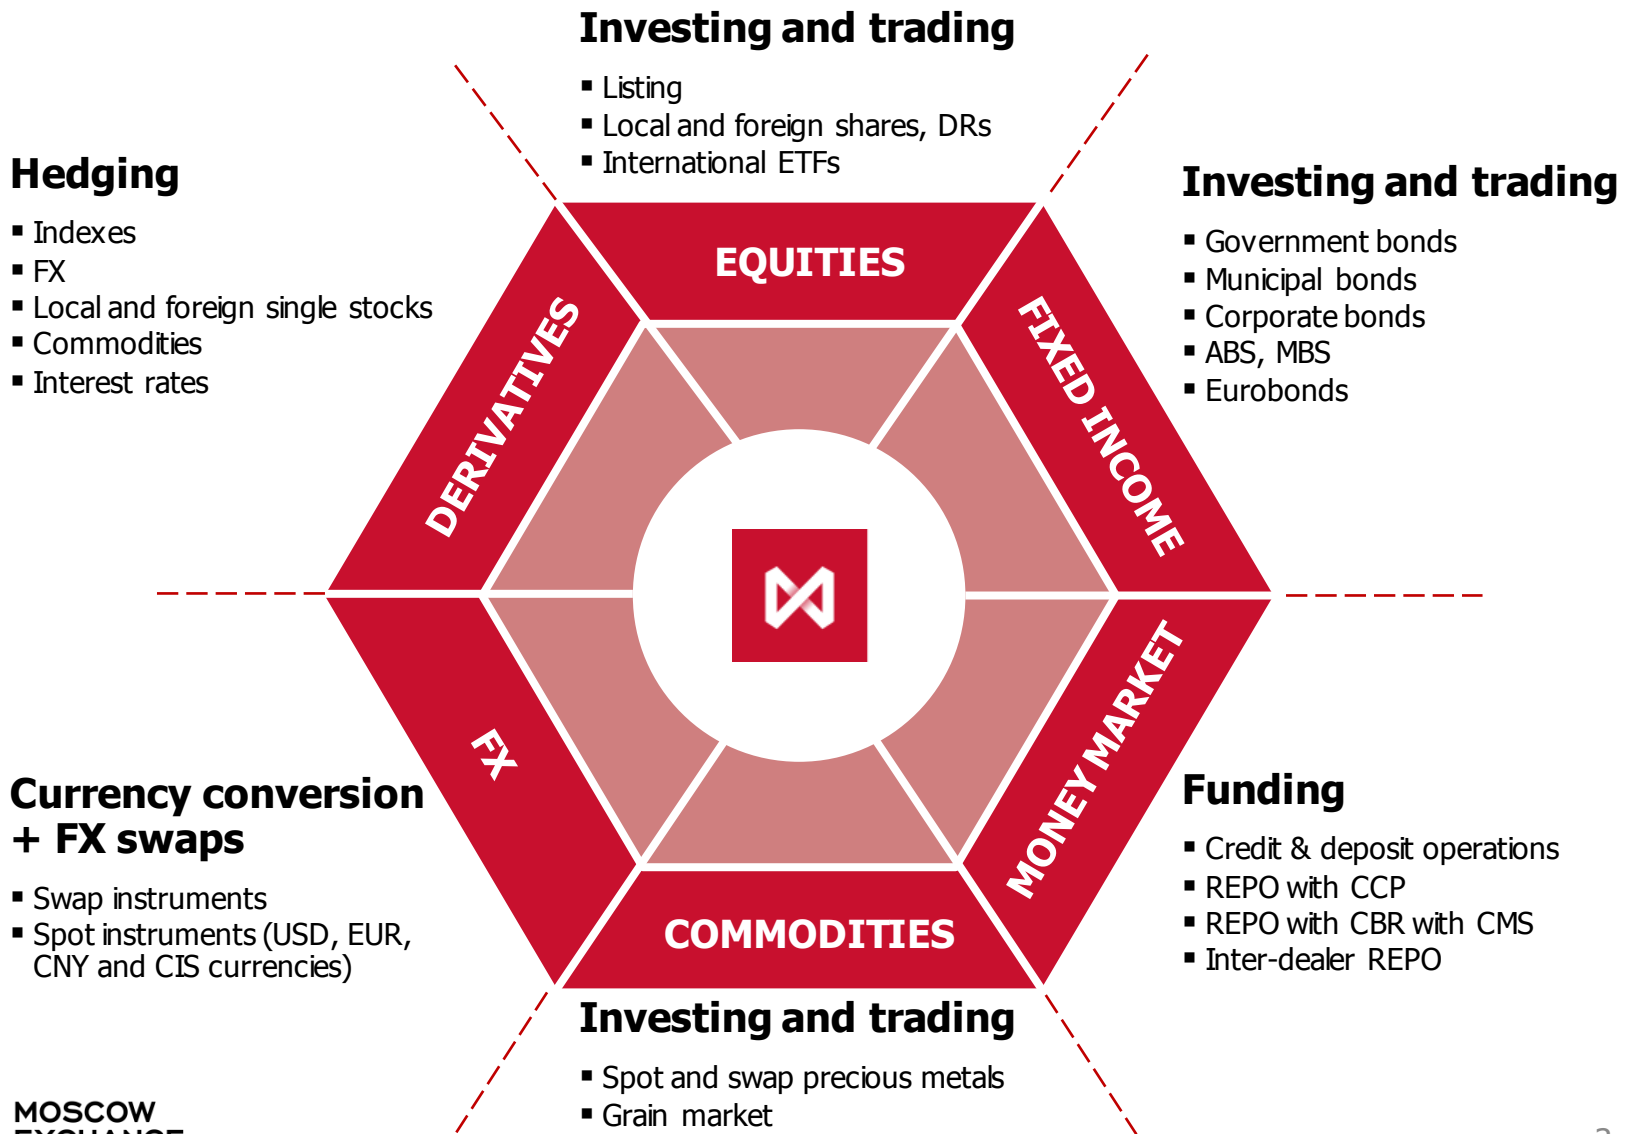 Investing and trading
▪ Listing
▪ Local and foreign shares, DRs
▪ International ETFs
Hedging
▪ Indexes
▪ FX
▪ Local and foreign single stocks
▪ Commodities
▪ Interest rates
Investing and trading
▪ Government bonds
▪ Municipal bonds
▪ Corporate bonds
▪ ABS, MBS
▪ Eurobonds
EQUITIES
DERIVATIVES
FIXED INCOME
FX
MONEY MARKET
COMMODITIES
Currency conversion
+ FX swaps
▪ Swap instruments
▪ Spot instruments (USD, EUR,
CNY and CIS currencies)
Funding
▪ Credit & deposit operations
▪ REPO with CCP
▪ REPO with CBR with CMS
▪ Inter-dealer REPO
Investing and trading
▪ Spot and swap precious metals
▪ Grain market
MOSCOW
EXCHANGE